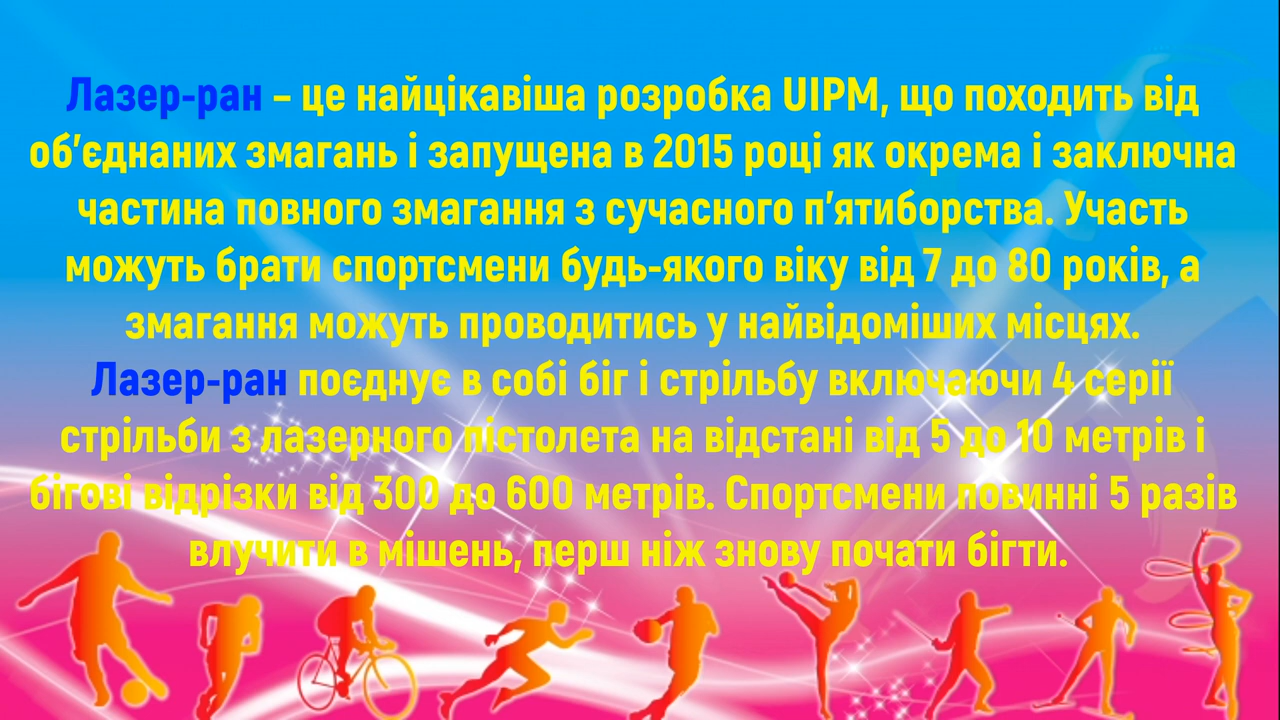 Лазер-ран – це найцікавіша розробка UIPM, що походить від
об’єднаних змагань і запущена в 2015 році як окрема і заключна
частина повного змагання з сучасного п’ятиборства. Участь
можуть брати спортсмени будь-якого віку від 7 до 80 років, а
змагання можуть проводитись у найвідоміших місцях.
Лазер-ран поєднує в собі біг і стрільбу включаючи 4 серії
стрільби з лазерного пістолета на відстані від 5 до 10 метрів і
бігові відрізки від 300 до 600 метрів. Спортсмени повинні 5 разів
влучити в мішень, перш ніж знову почати бігти.